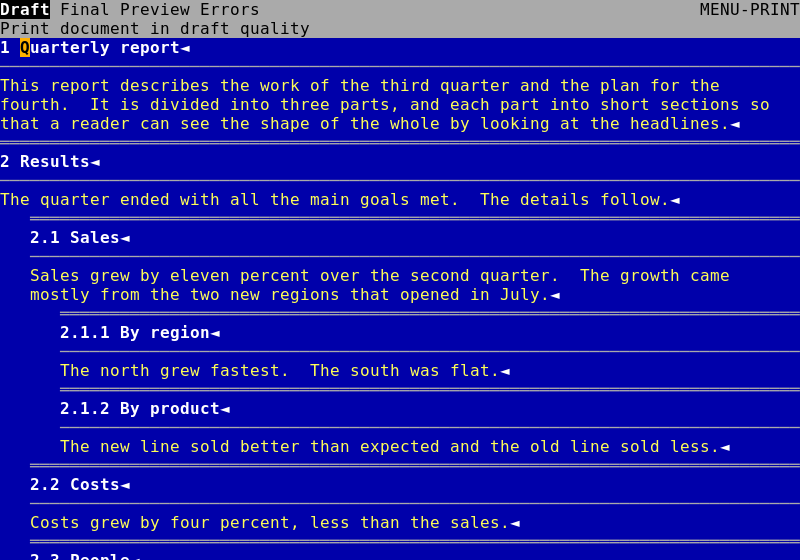 Draft Final Preview Errors MENU-PRINT
Print document in draft quality
1 Quarterly report◄
This report describes the work of the third quarter and the plan for the
fourth.  It is divided into three parts, and each part into short sections so
that a reader can see the shape of the whole by looking at the headlines.◄
2 Results◄
The quarter ended with all the main goals met.  The details follow.◄
2.1 Sales◄
Sales grew by eleven percent over the second quarter.  The growth came
mostly from the two new regions that opened in July.◄
2.1.1 By region◄
The north grew fastest.  The south was flat.◄
2.1.2 By product◄
The new line sold better than expected and the old line sold less.◄
2.2 Costs◄
Costs grew by four percent, less than the sales.◄
2.3 People◄